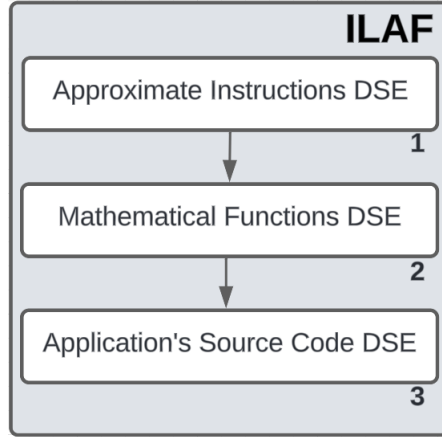 ILAF
Approximate Instructions DSE
1
Mathematical Functions DSE
2
Application's Source Code DSE
3